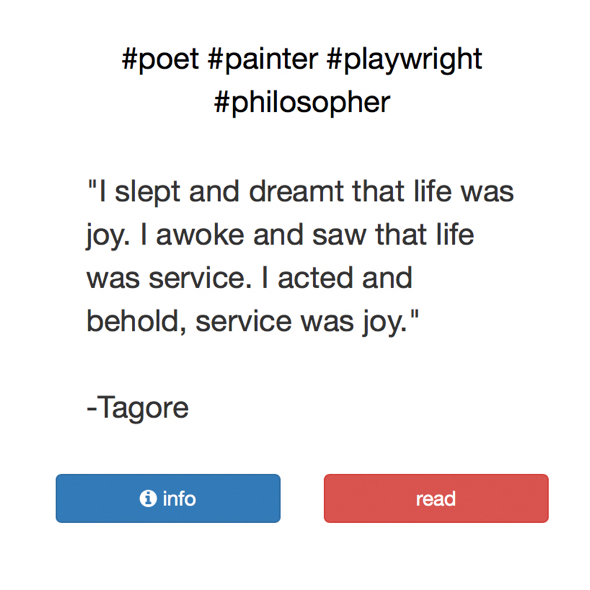 #poet #painter #playwright
#philosopher
"I slept and dreamt that life was
joy. I awoke and saw that life
was service. I acted and
behold, service was joy."
-Tagore
info
read